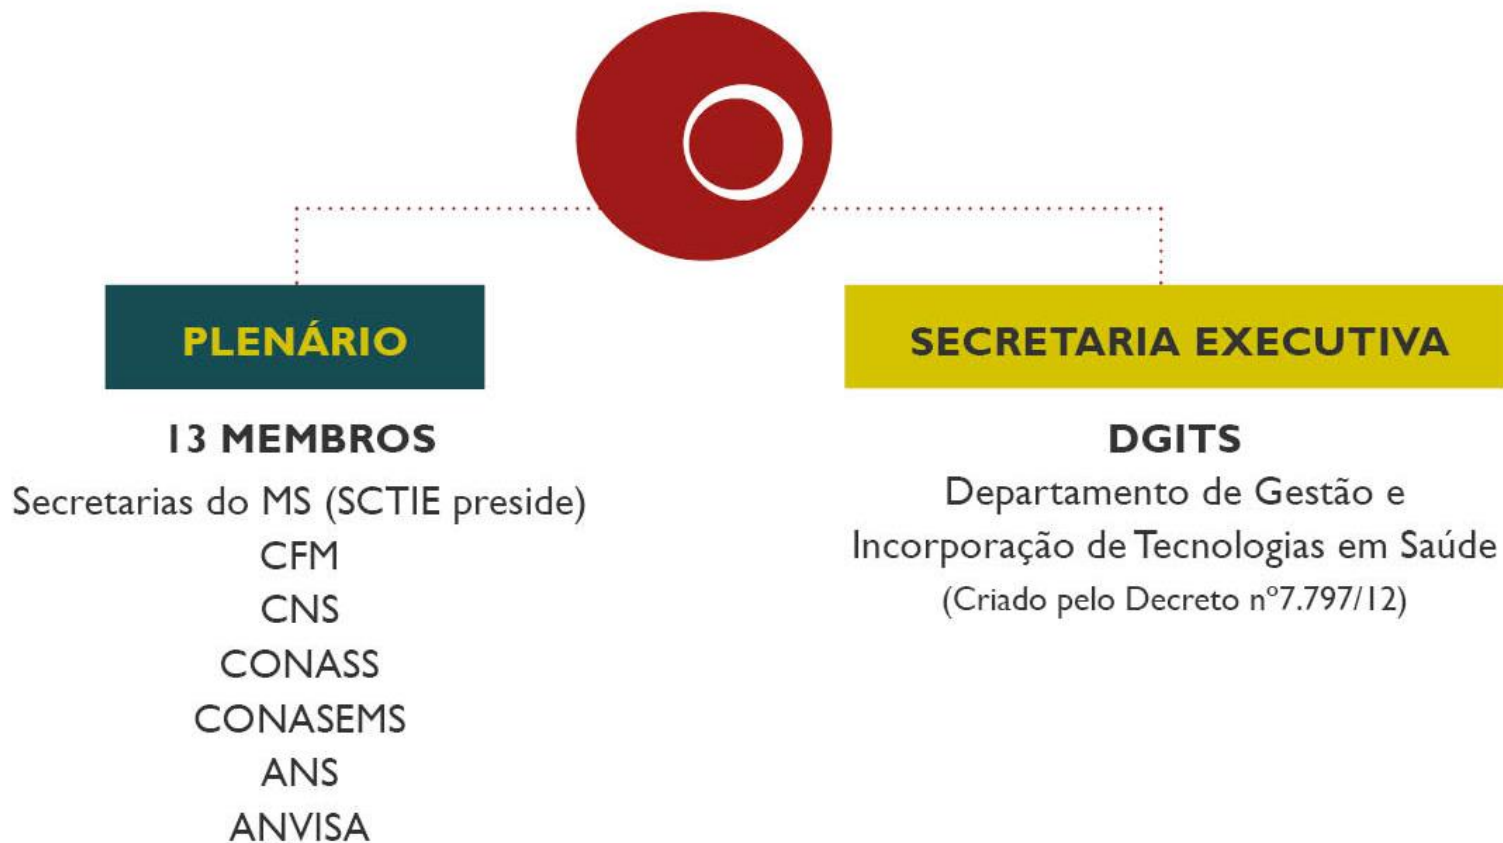 PLENÁRIO
13 MEMBROS
Secretarias do MS (SCTIE preside)
CFM
CNS
CONASS
CONASEMS
ANS
ANVISA
SECRETARIA EXECUTIVA
DGITS
Departamento de Gestão e
Incorporação de Tecnologias em Saúde
(Criado pelo Decreto nº7.797/12)